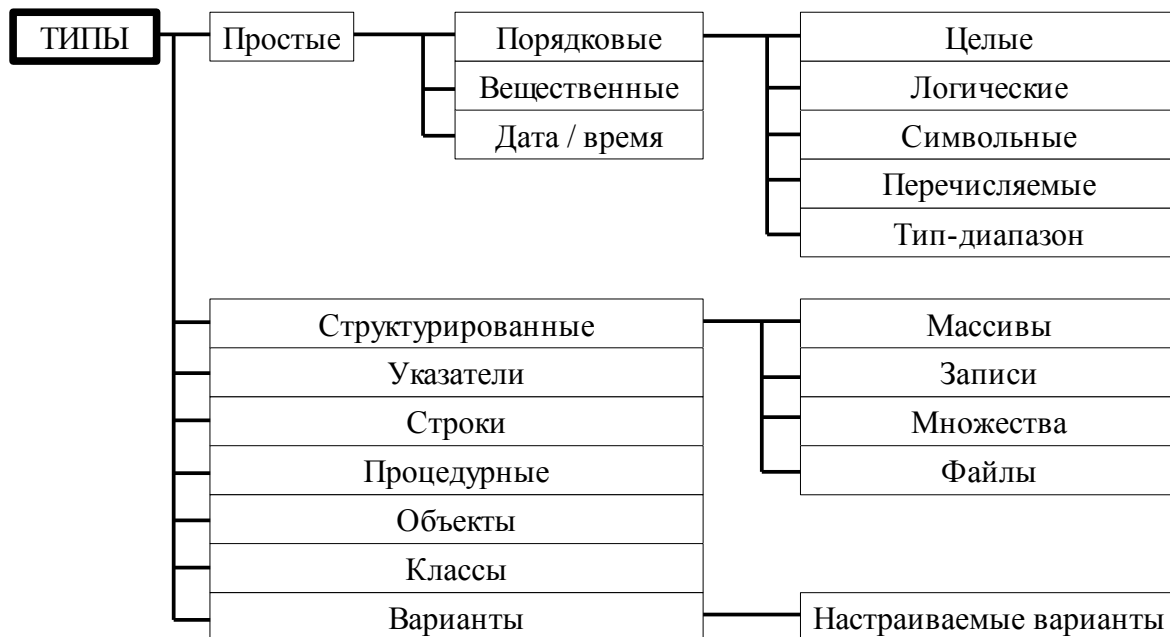 ТИПЫ
Простые
Порядковые
Целые
Вещественные
Логические
Дата / время
Символьные
Перечисляемые
Тип-диапазон
Структурированные
Массивы
Указатели
Записи
Строки
Множества
Процедурные
Файлы
Объекты
Классы
Варианты
Настраиваемые варианты